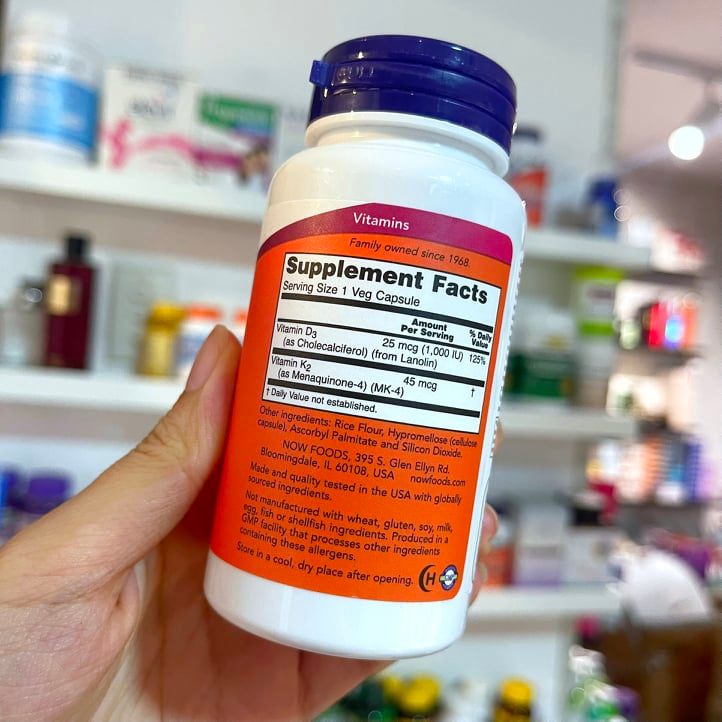 Vitamins
Family owned since 1968.
Supplement Facts
Serving Size 1 Veg Capsule
Amount Per Serving
% Daily Value
Vitamin D3 25 mcg (1,000 IU) 125%
(as Cholecalciferol) (from Lanolin)
Vitamin K2 45 mcg †
(as Menaquinone-4) (MK-4)
† Daily Value not established.
Other ingredients: Rice Flour, Hypromellose (cellulose
capsule), Ascorbyl Palmitate and Silicon Dioxide.
NOW FOODS, 395 S. Glen Ellyn Rd.
Bloomingdale, IL 60108, USA nowfoods.com
Made and quality tested in the USA with globally
sourced ingredients.
Not manufactured with wheat, gluten, soy, milk,
egg, fish or shellfish ingredients. Produced in a
GMP facility that processes other ingredients
containing these allergens.
Store in a cool, dry place after opening.
H